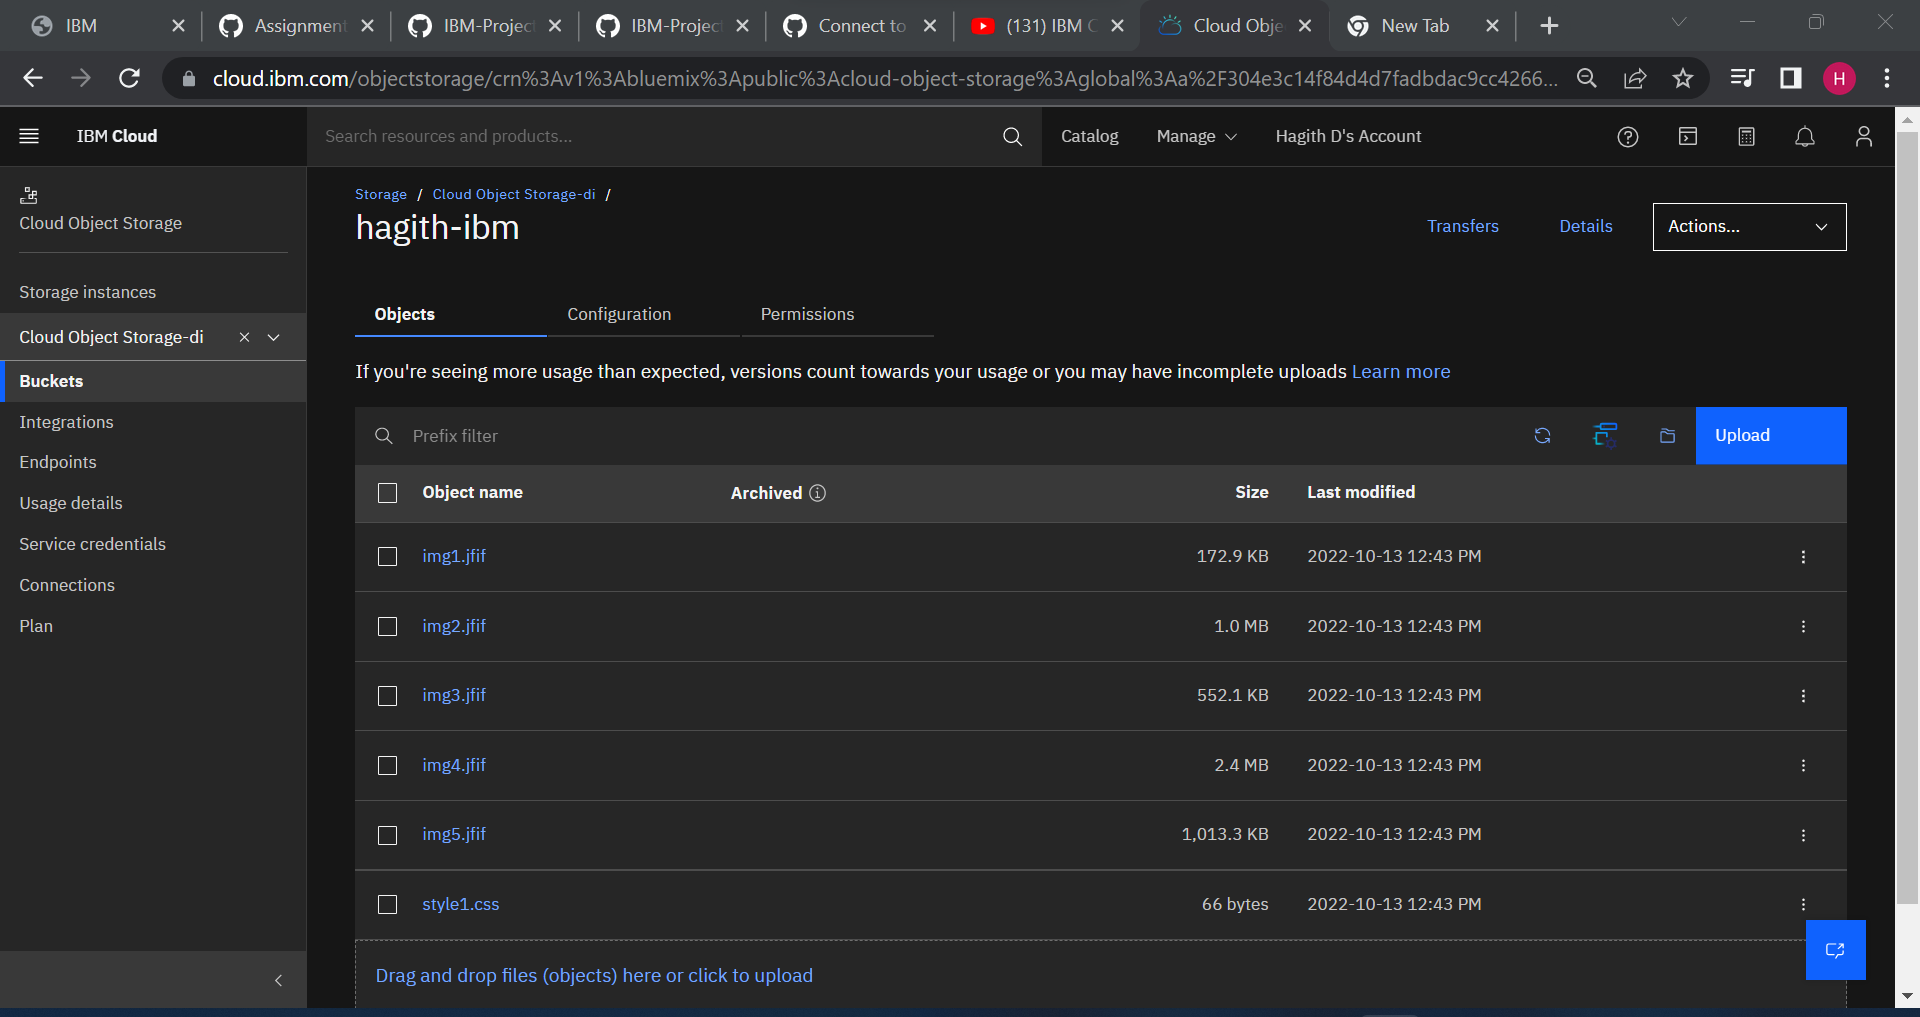 IBM
Assignment
IBM-Projec
IBM-Projec
Connect to
(131) IBM C
Cloud Obje
New Tab
cloud.ibm.com/objectstorage/crn%3Av1%3Abluemix%3Apublic%3Acloud-object-storage%3Aglobal%3Aa%2F304e3c14f84d4d7fadbdac9cc4266...
H
IBM Cloud
Search resources and products...
Catalog
Manage
Hagith D's Account
Cloud Object Storage
Storage instances
Cloud Object Storage-di
Buckets
Integrations
Endpoints
Usage details
Service credentials
Connections
Plan
Storage / Cloud Object Storage-di /
hagith-ibm
Transfers
Details
Actions...
Objects
Configuration
Permissions
If you're seeing more usage than expected, versions count towards your usage or you may have incomplete uploads Learn more
Prefix filter
Upload
Object name Archived Size Last modified
img1.jfif 172.9 KB 2022-10-13 12:43 PM
img2.jfif 1.0 MB 2022-10-13 12:43 PM
img3.jfif 552.1 KB 2022-10-13 12:43 PM
img4.jfif 2.4 MB 2022-10-13 12:43 PM
img5.jfif 1,013.3 KB 2022-10-13 12:43 PM
style1.css 66 bytes 2022-10-13 12:43 PM
Drag and drop files (objects) here or click to upload